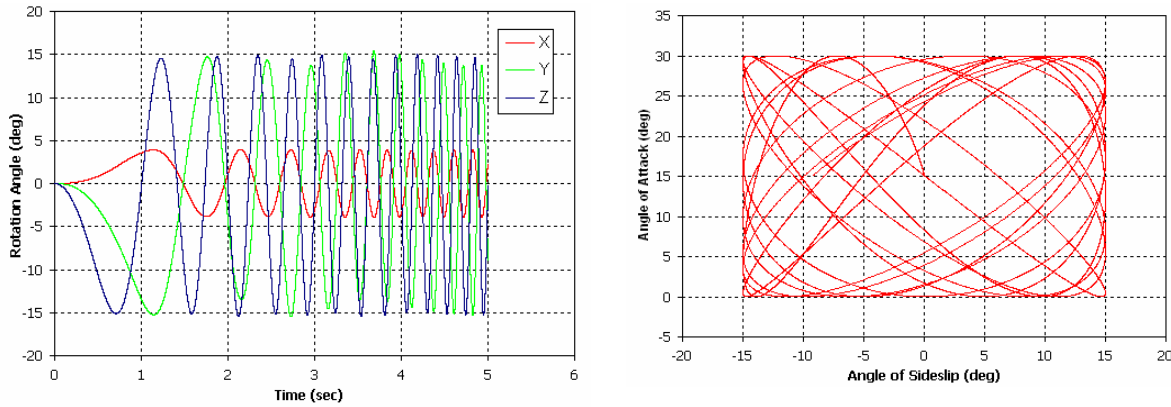 20
15
10
5
0
-5
-10
-15
-20
Rotation Angle (deg)
0 1 2 3 4 5 6
Time (sec)
X
Y
Z
35
30
25
20
15
10
5
0
-5
Angle of Attack (deg)
-20 -15 -10 -5 0 5 10 15 20
Angle of Sideslip (deg)